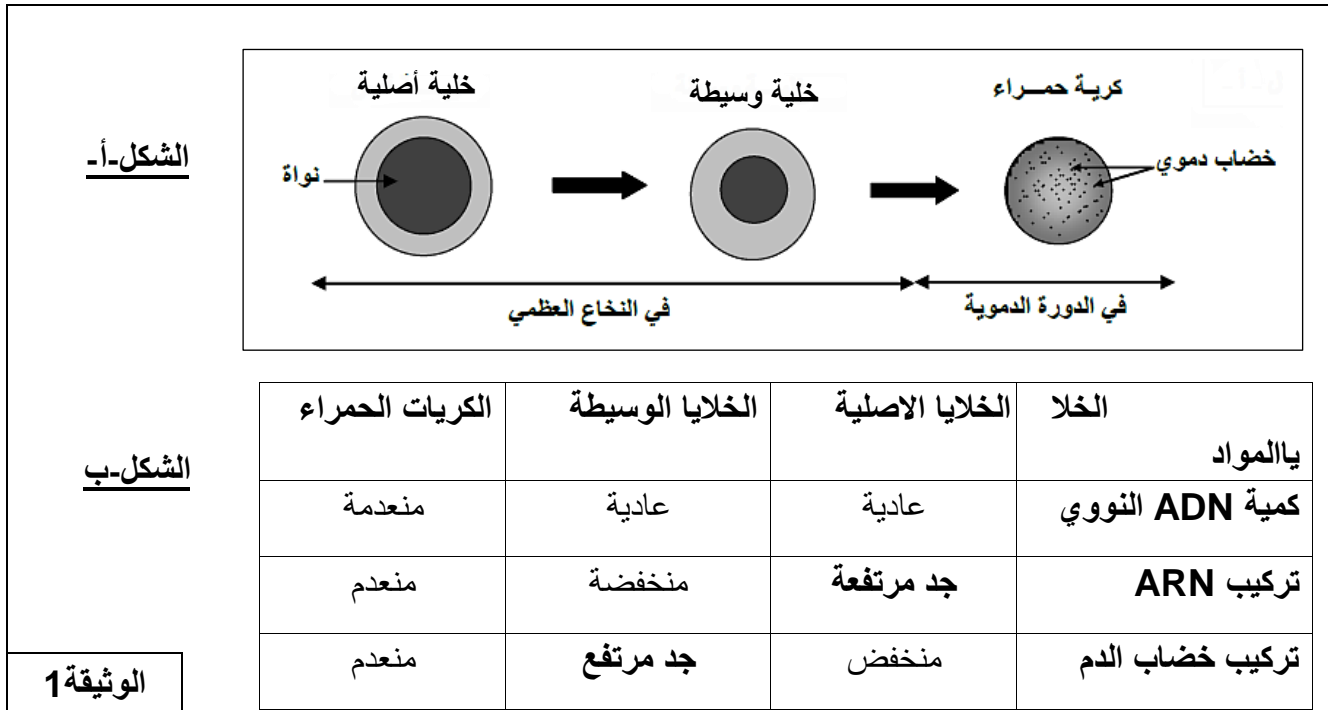 خلية أصلية
خلية وسيطة
كرية حمــراء
الشكل-أ-
نواة
خضاب دموي
في النخاع العظمي
في الدورة الدموية
الشكل-ب
الخلا الخلايا الاصلية الخلايا الوسيطة الكريات الحمراء
ياالمواد
كمية ADN النووي عادية عادية منعدمة
تركيب ARN جد مرتفعة منخفضة منعدم
تركيب خضاب الدم منخفض جد مرتفع منعدم
الوثيقة1